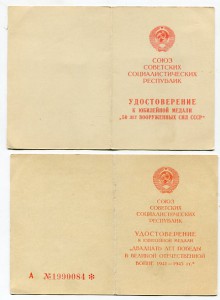 СОЮЗ
СОВЕТСКИХ
СОЦИАЛИСТИЧЕСКИХ
РЕСПУБЛИК
УДОСТОВЕРЕНИЕ
К ЮБИЛЕЙНОЙ МЕДАЛИ
„50 ЛЕТ ВООРУЖЕННЫХ СИЛ СССР“
СОЮЗ
СОВЕТСКИХ
СОЦИАЛИСТИЧЕСКИХ
РЕСПУБЛИК
УДОСТОВЕРЕНИЕ
К ЮБИЛЕЙНОЙ МЕДАЛИ
„ДВАДЦАТЬ ЛЕТ ПОБЕДЫ
В ВЕЛИКОЙ ОТЕЧЕСТВЕННОЙ
ВОЙНЕ 1941—1945 гг.“
А №1990084 *